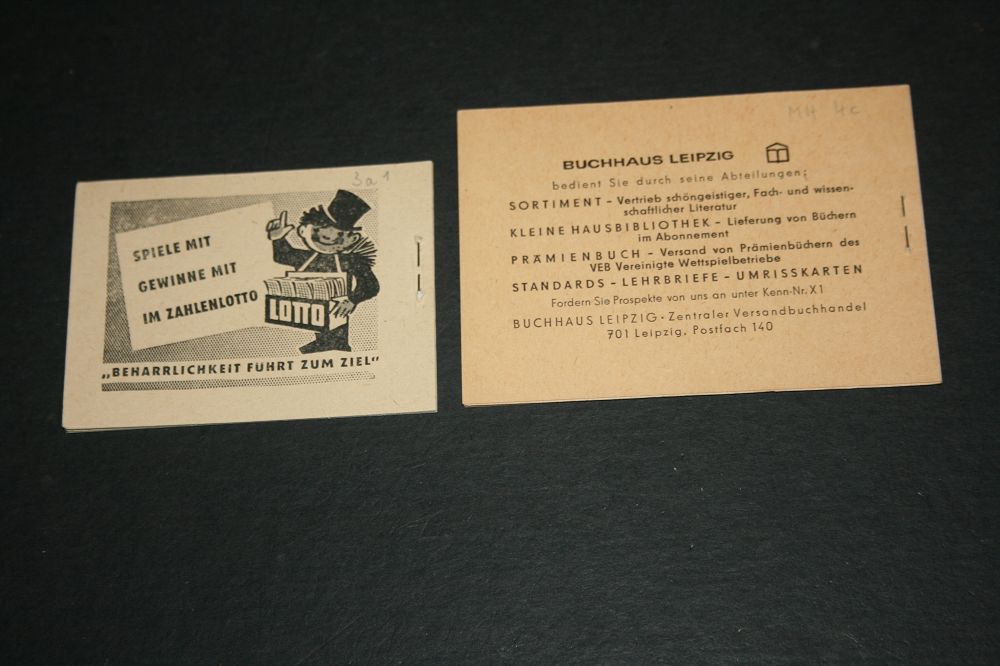 3a1
SPIELE MIT
GEWINNE MIT
IM ZAHLENLOTTO
LOTTO
„BEHARRLICHKEIT FÜHRT ZUM ZIEL"
MH 4c
BUCHHAUS LEIPZIG
bedient Sie durch seine Abteilungen:
SORTIMENT – Vertrieb schöngeistiger, Fach- und wissen-
schaftlicher Literatur
KLEINE HAUSBIBLIOTHEK – Lieferung von Büchern
im Abonnement
PRÄMIENBUCH – Versand von Prämienbüchern des
VEB Vereinigte Wettspielbetriebe
STANDARDS – LEHRBRIEFE – UMRISSKARTEN
Fordern Sie Prospekte von uns an unter Kenn-Nr. X 1
BUCHHAUS LEIPZIG · Zentraler Versandbuchhandel
701 Leipzig, Postfach 140